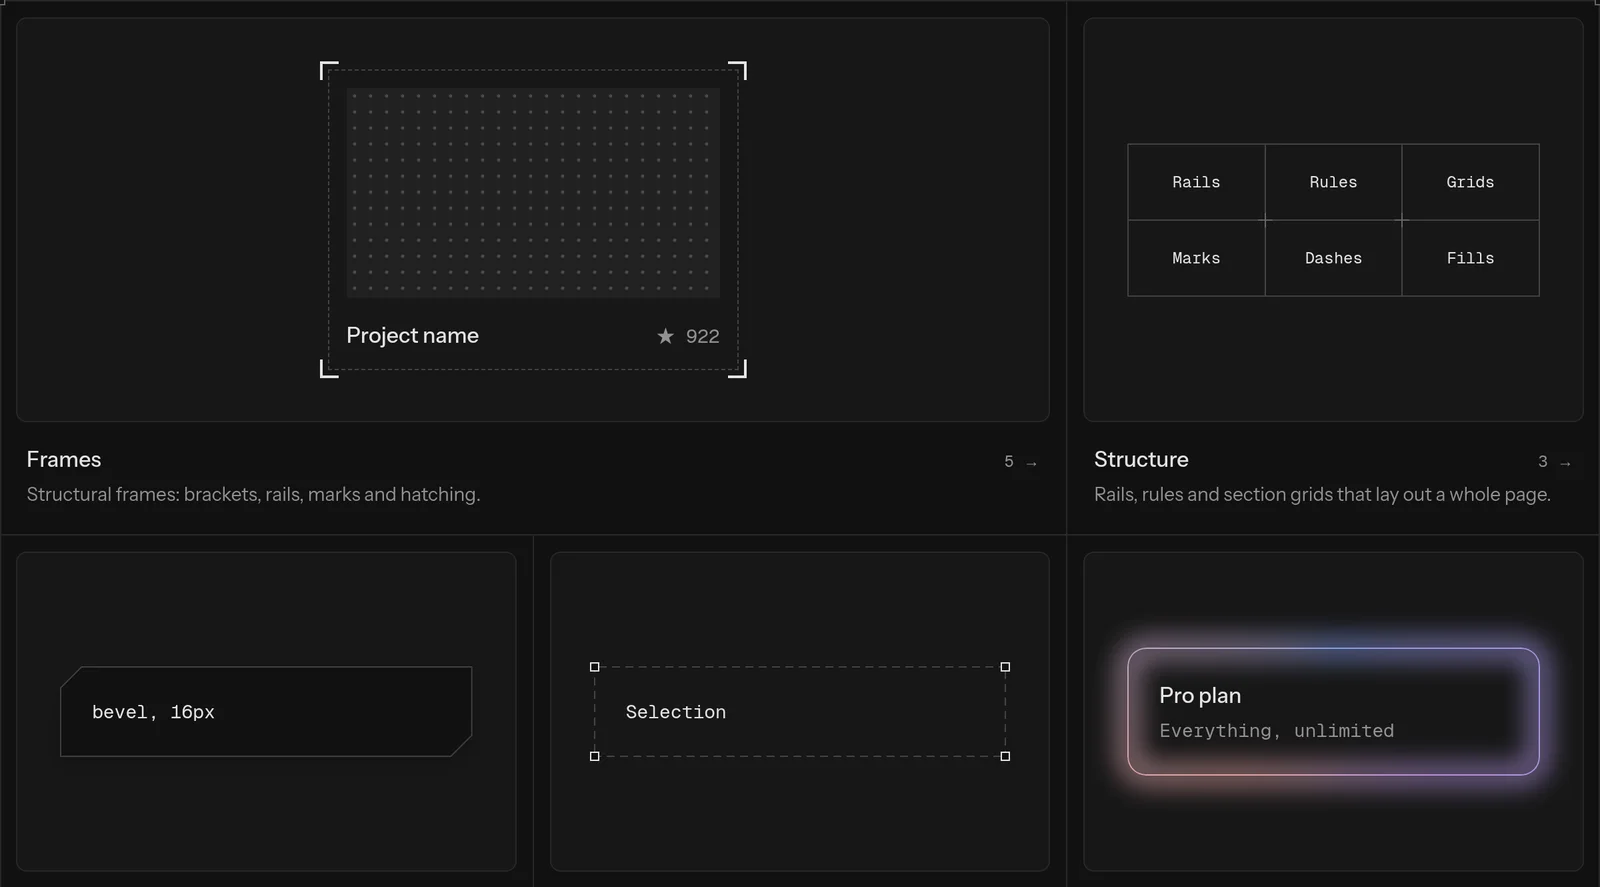 Project name ★ 922
Rails Rules Grids
Marks Dashes Fills
Frames 5 →
Structural frames: brackets, rails, marks and hatching.
Structure 3 →
Rails, rules and section grids that lay out a whole page.
bevel, 16px
Selection
Pro plan
Everything, unlimited